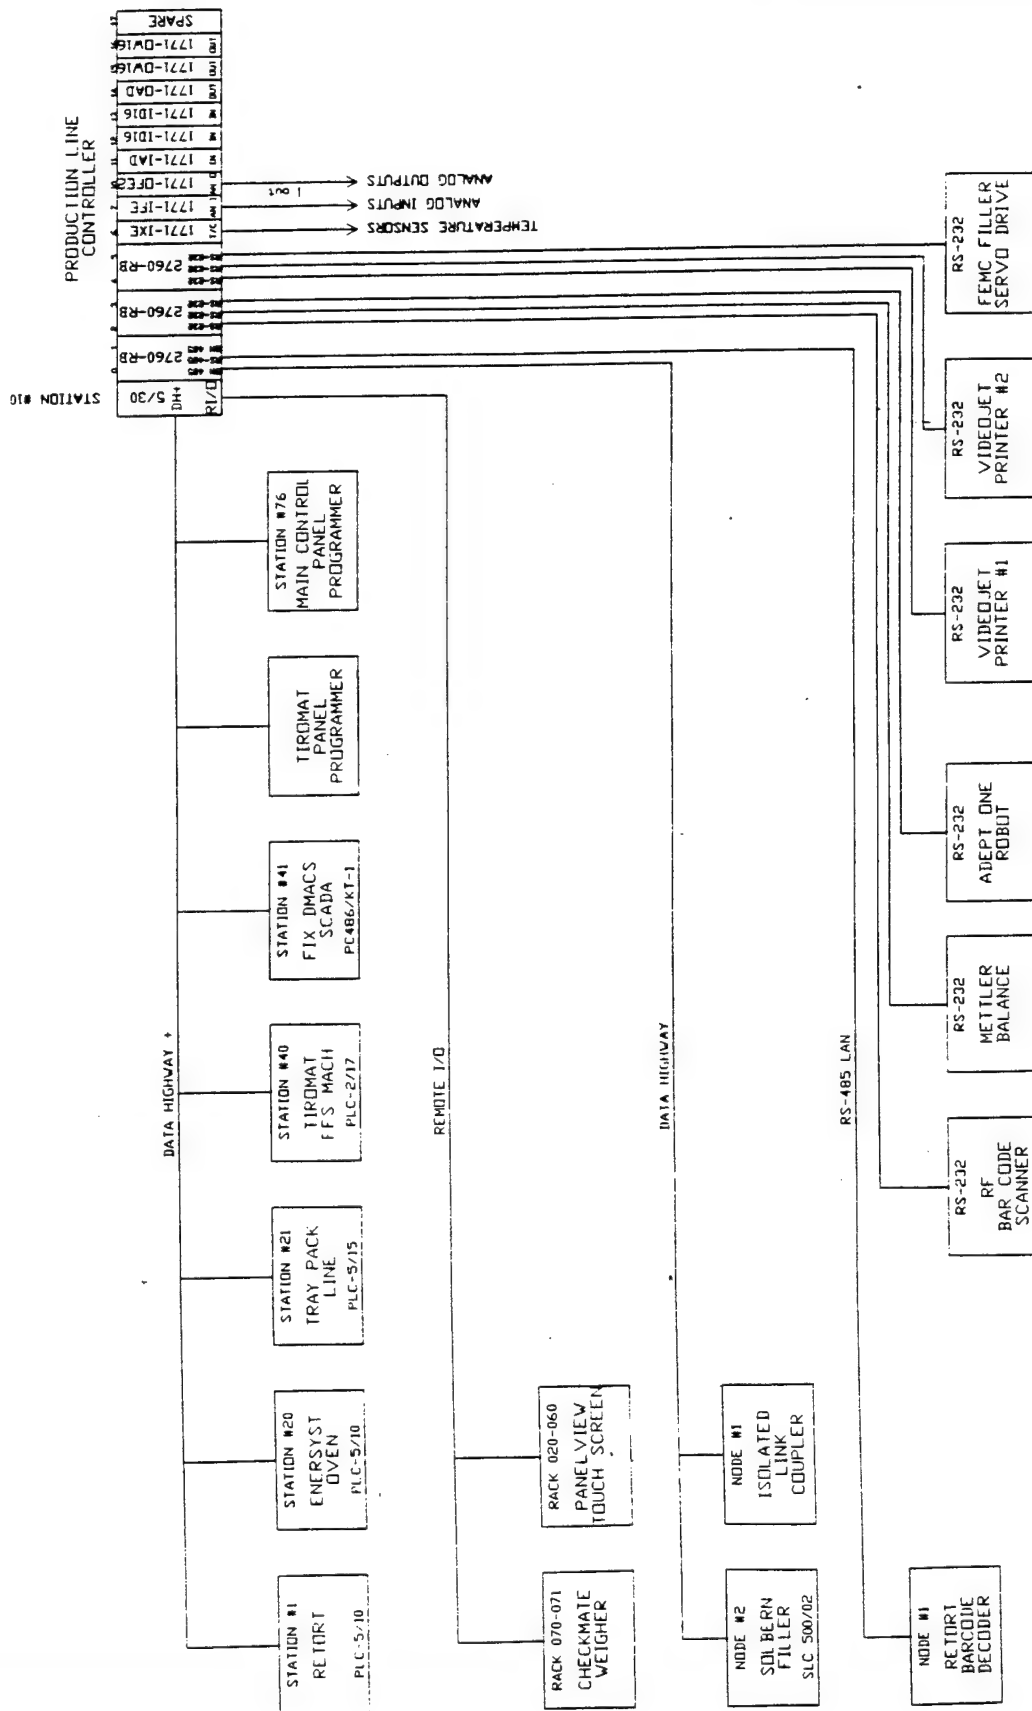 PRODUCTION LINE
CONTROLLER
STATION #10
5/30
DH+
RI/O
2760-RB
2760-RB
2760-RB
1771-IXE
T/C
1771-IFE
1771-OFE2
1771-IAD
1771-ID16
1771-ID16
1771-OAD
1771-OW16
1771-OW16
SPARE
TEMPERATURE SENSORS
ANALOG INPUTS
ANALOG OUTPUTS
1 out
DATA HIGHWAY +
STATION #1
RETORT
PLC-5/10
STATION #20
ENERSYST
OVEN
PLC-5/10
STATION #21
TRAY PACK
LINE
PLC-5/15
STATION #40
TIROMAT
FFS MACH
PLC-2/17
STATION #41
FIX DMACS
SCADA
PC486/KT-1
TIROMAT
PANEL
PROGRAMMER
STATION #76
MAIN CONTROL
PANEL
PROGRAMMER
REMOTE I/O
RACK 070-071
CHECKMATE
WEIGHER
RACK 020-060
PANELVIEW
TOUCH SCREEN
DATA HIGHWAY
NODE #2
SOLBERN
FILLER
SLC 500/02
NODE #1
ISOLATED
LINK
COUPLER
RS-485 LAN
NODE #1
RETORT
BARCODE
DECODER
RS-232
RF
BAR CODE
SCANNER
RS-232
METTLER
BALANCE
RS-232
ADEPT ONE
ROBOT
RS-232
VIDEOJET
PRINTER #1
RS-232
VIDEOJET
PRINTER #2
RS-232
FEMC FILLER
SERVO DRIVE